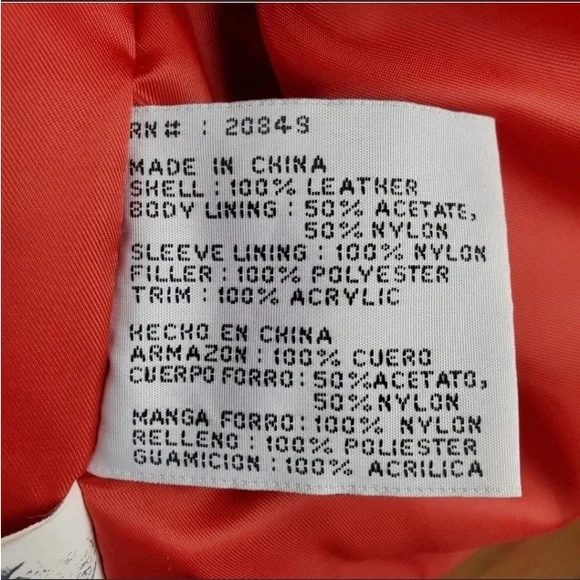 RN# : 20848
MADE IN CHINA
SHELL : 100% LEATHER
BODY LINING : 50% ACETATE,
50% NYLON
SLEEVE LINING : 100% NYLON
FILLER : 100% POLYESTER
TRIM : 100% ACRYLIC
HECHO EN CHINA
ARMAZON : 100% CUERO
CUERPO FORRO : 50% ACETATO,
50% NYLON
MANGA FORRO : 100% NYLON
RELLENO : 100% POLIESTER
GUAMICION : 100% ACRILICA